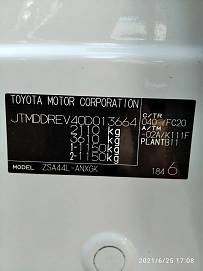 TOYOTA MOTOR CORPORATION
JTMDDREV40D013664
2110 kg
3610 kg
1-1150 kg
2-1150 kg
C/TR
040 /FC20
A/TM
-02A/K111F
PLANT B11
MODEL ZSA44L-ANXGK
184 6
2021/6/25 17:08